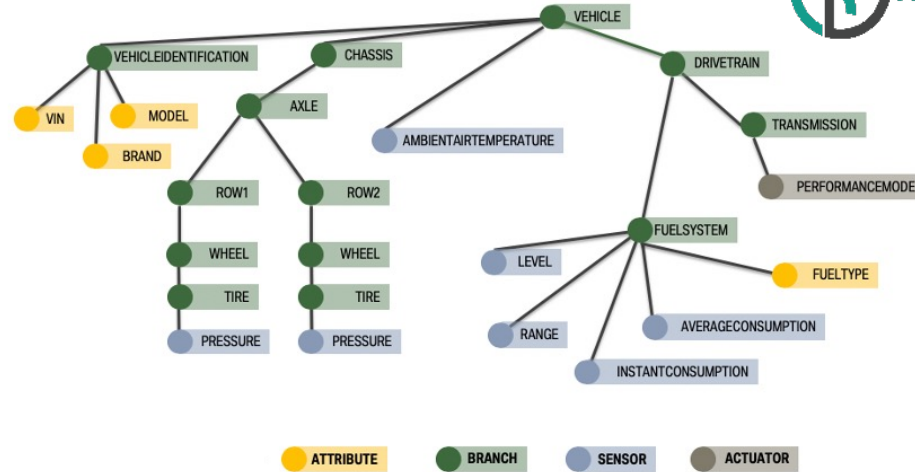 VEHICLE
VEHICLEIDENTIFICATION
CHASSIS
DRIVETRAIN
VIN
MODEL
BRAND
AXLE
AMBIENTAIRTEMPERATURE
TRANSMISSION
PERFORMANCEMODE
ROW1
ROW2
FUELSYSTEM
WHEEL
WHEEL
LEVEL
FUELTYPE
TIRE
TIRE
PRESSURE
PRESSURE
RANGE
AVERAGECONSUMPTION
INSTANTCONSUMPTION
ATTRIBUTE
BRANCH
SENSOR
ACTUATOR